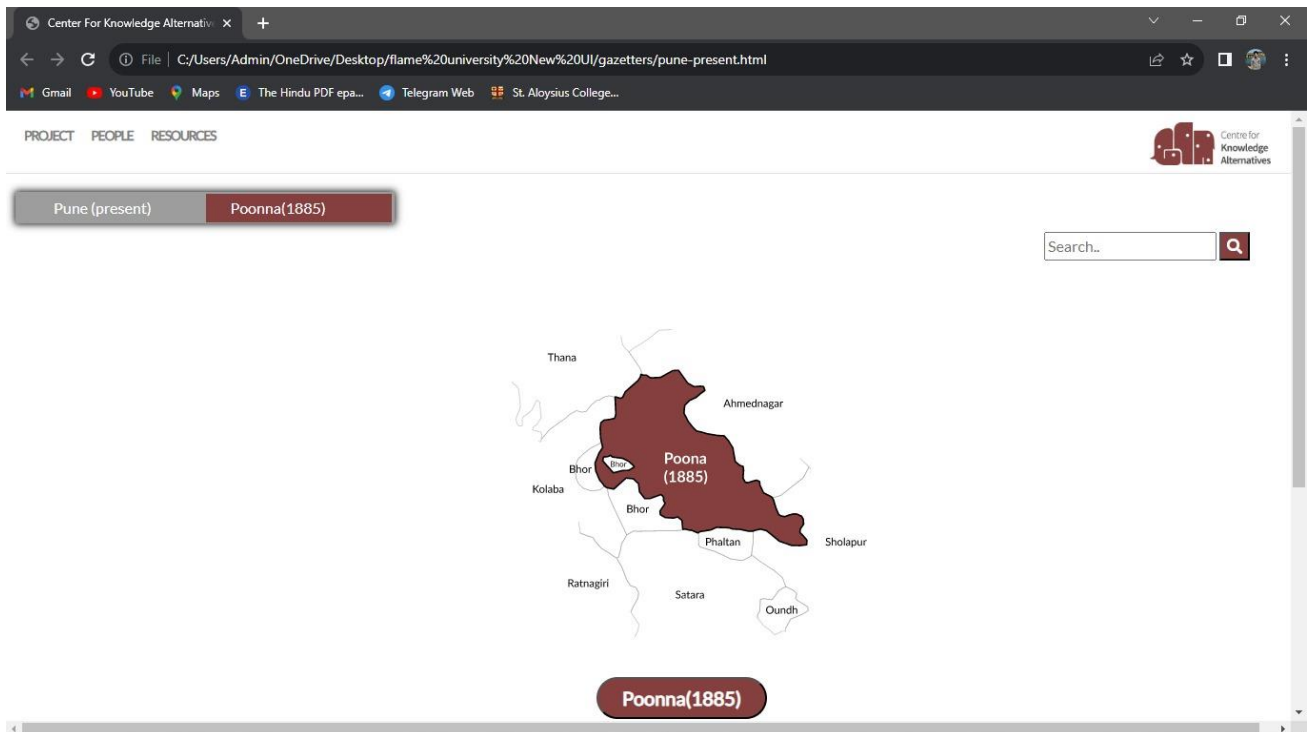 Center For Knowledge Alternativ
File | C:/Users/Admin/OneDrive/Desktop/flame%20university%20New%20UI/gazetters/pune-present.html
Gmail YouTube Maps The Hindu PDF epa... Telegram Web St. Aloysius College...
PROJECT PEOPLE RESOURCES
Centre for
Knowledge
Alternatives
Pune (present) Poonna(1885)
Search..
Thana
Ahmednagar
Poona
(1885)
Bhor
Bhor
Kolaba
Bhor
Phaltan
Sholapur
Ratnagiri
Satara
Oundh
Poonna(1885)